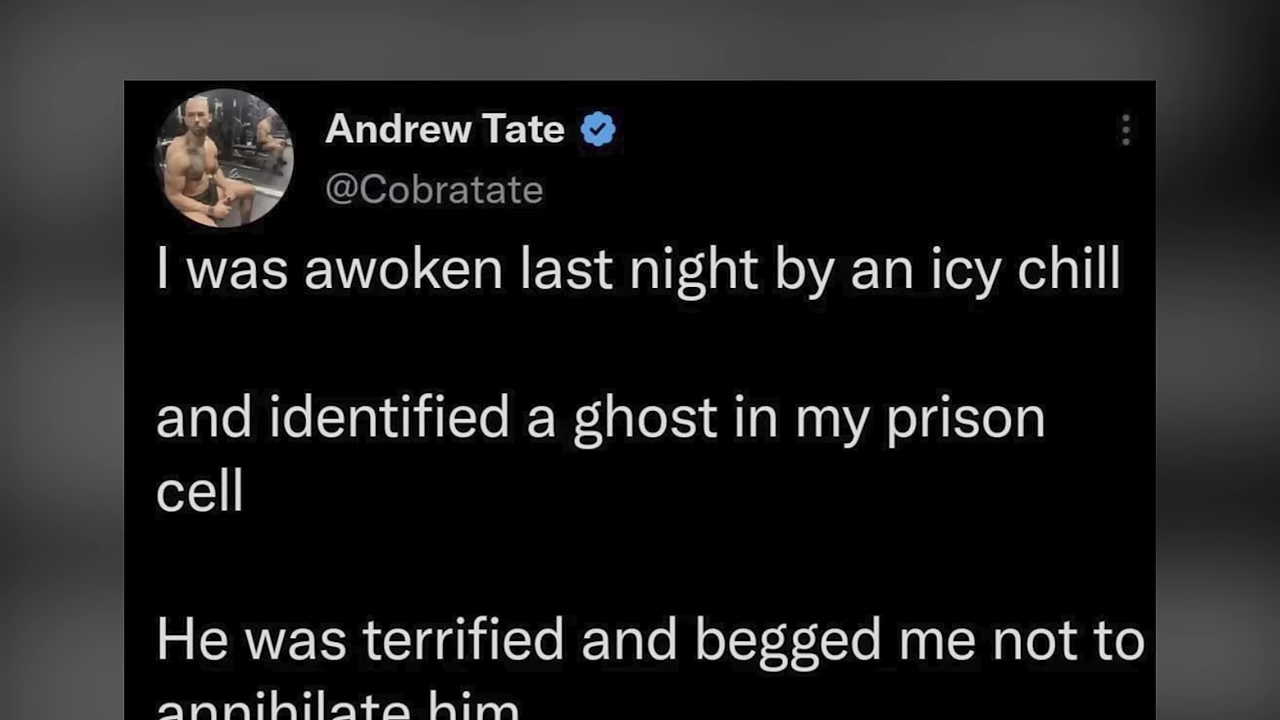 Andrew Tate
@Cobratate
I was awoken last night by an icy chill
and identified a ghost in my prison
cell
He was terrified and begged me not to
annihilate him